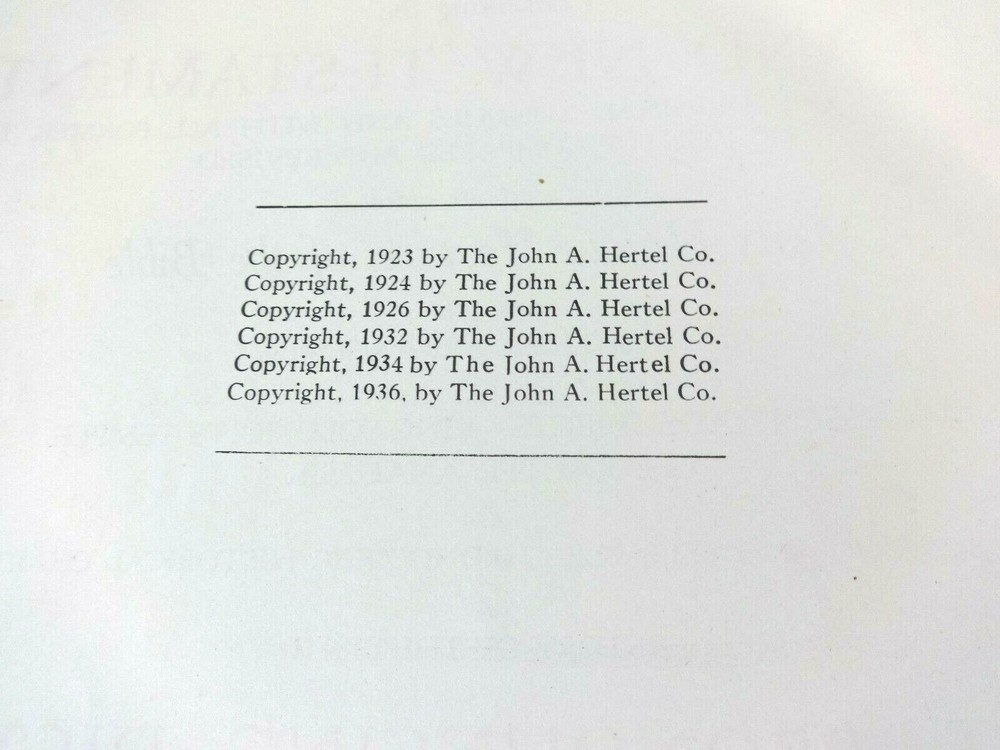 Copyright, 1923 by The John A. Hertel Co.
Copyright, 1924 by The John A. Hertel Co.
Copyright, 1926 by The John A. Hertel Co.
Copyright, 1932 by The John A. Hertel Co.
Copyright, 1934 by The John A. Hertel Co.
Copyright, 1936, by The John A. Hertel Co.